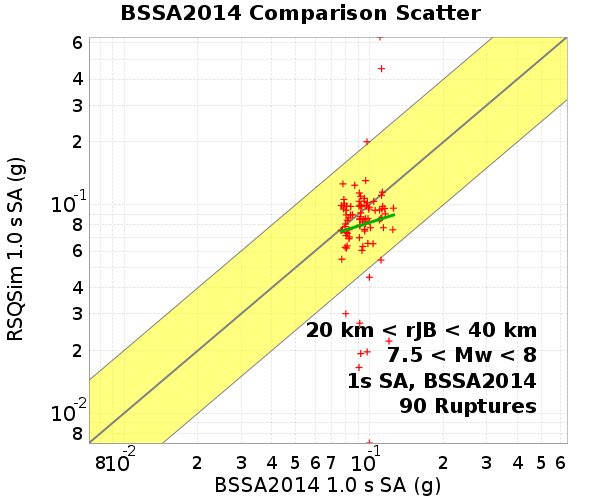 BSSA2014 Comparison Scatter
RSQSim 1.0 s SA (g)
6
4
3
2
10⁻¹
8
6
4
3
2
10⁻²
8
20 km < rJB < 40 km
7.5 < Mw < 8
1s SA, BSSA2014
90 Ruptures
8 10⁻² 2 3 4 5 6 7 10⁻¹ 2 3 4 5 6
BSSA2014 1.0 s SA (g)